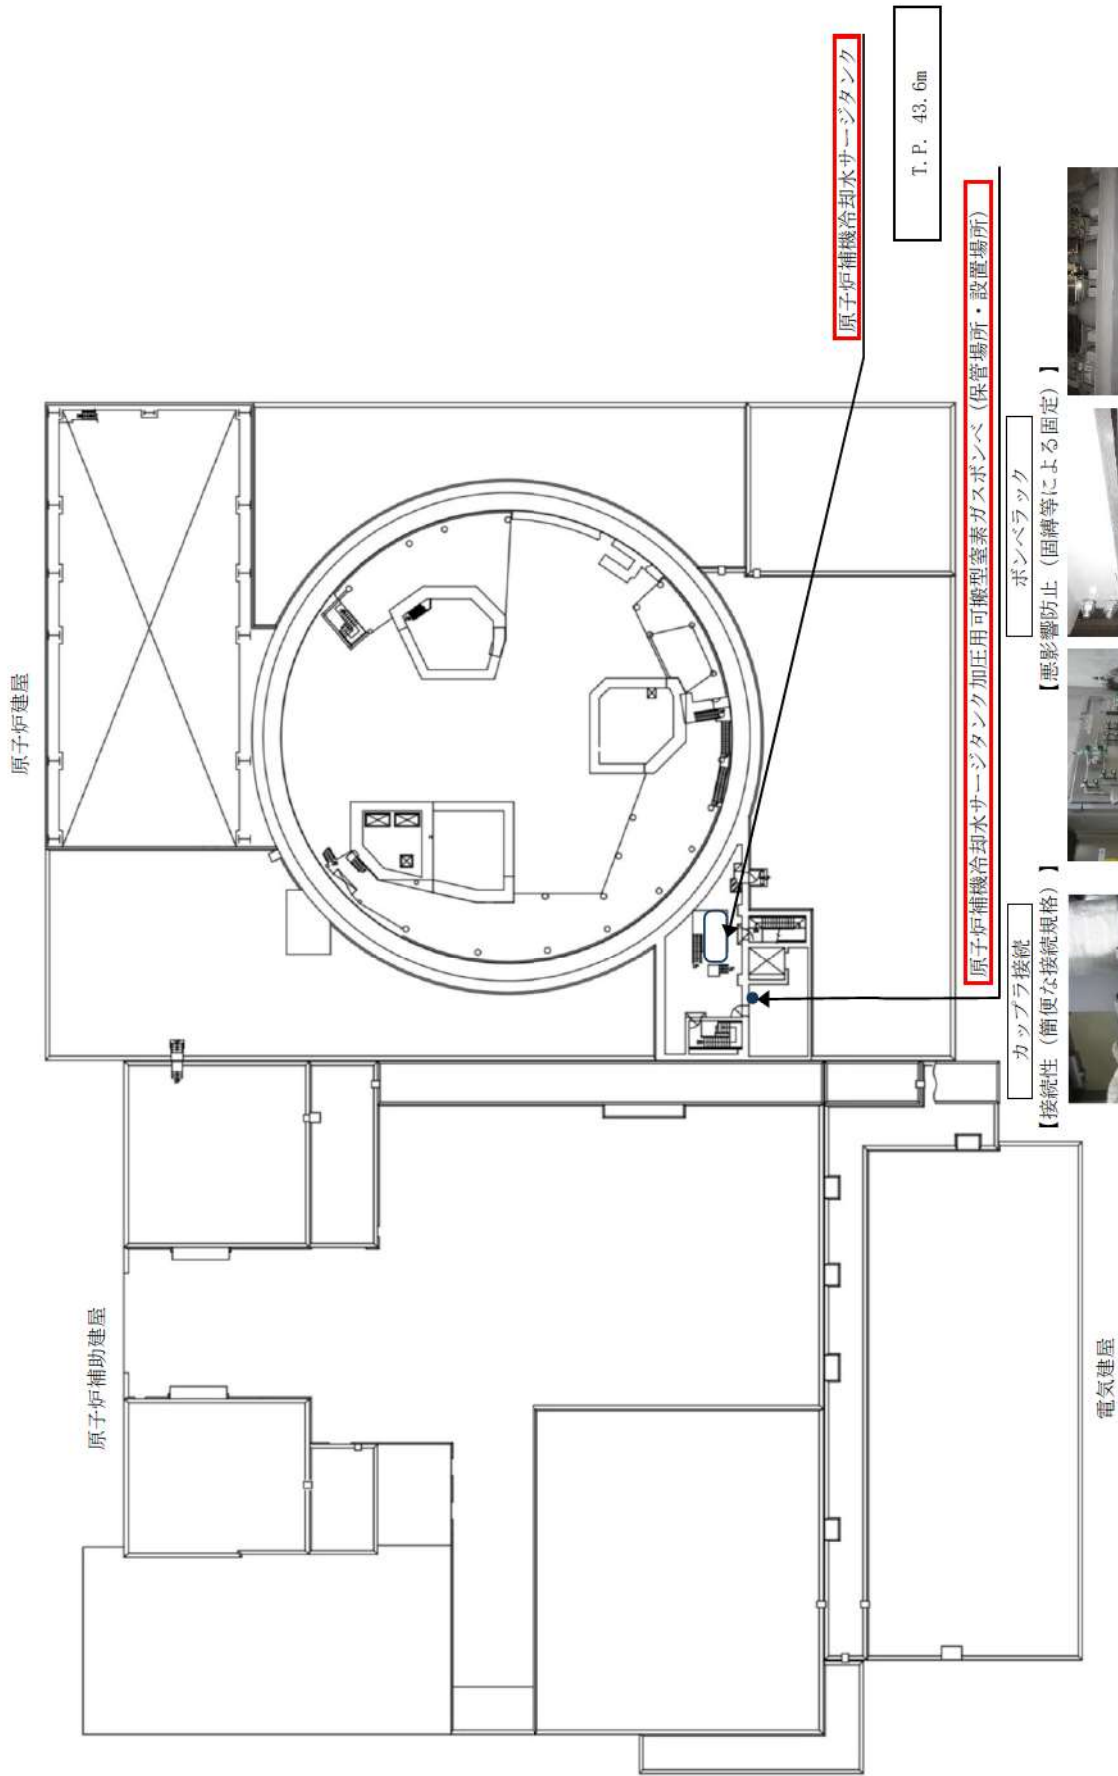 原子炉建屋
原子炉補助建屋
電気建屋
原子炉補機冷却水サージタンク
T.P. 43.6m
原子炉補機冷却水サージタンク加圧用可搬型窒素ガスボンベ（保管場所・設置場所）
カップラ接続
【接続性（簡便な接続規格）】
ボンベラック
【悪影響防止（固縛等による固定）】